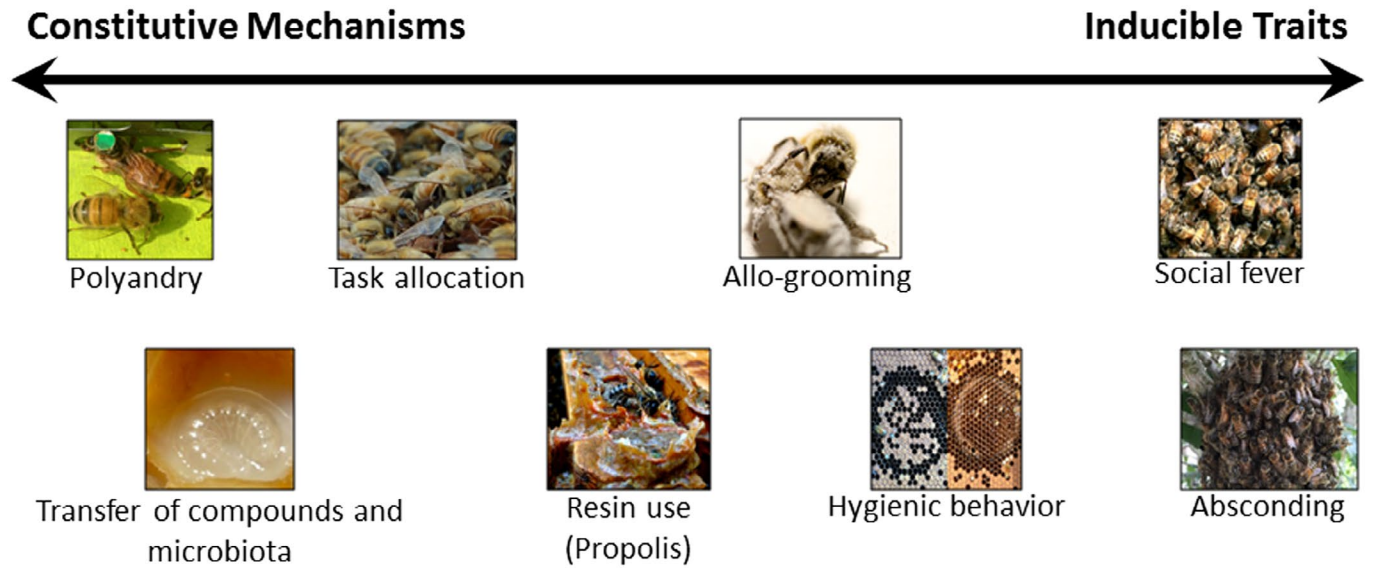 Constitutive Mechanisms
Inducible Traits
Polyandry
Task allocation
Allo-grooming
Social fever
Transfer of compounds and
microbiota
Resin use
(Propolis)
Hygienic behavior
Absconding